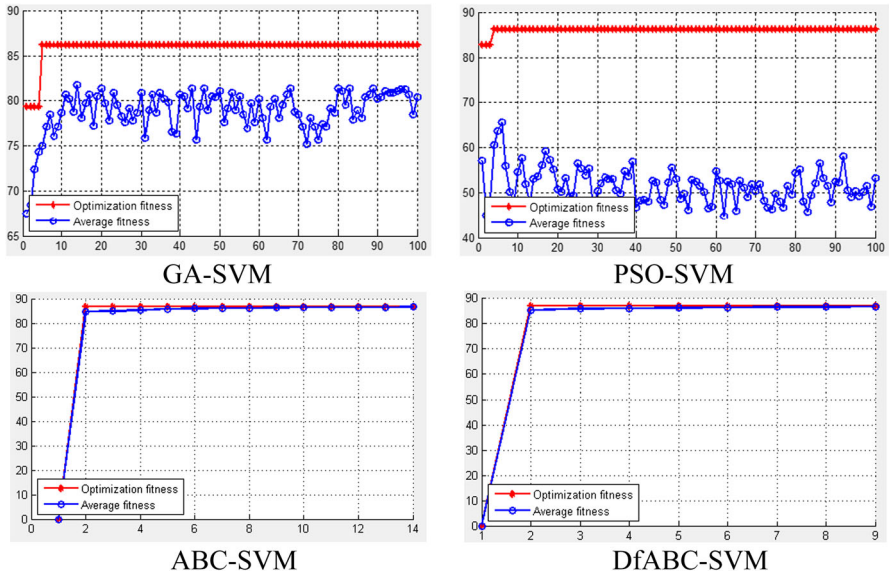 90
85
80
75
70
65
0 10 20 30 40 50 60 70 80 90 100
Optimization fitness
Average fitness
GA-SVM
90
80
70
60
50
40
0 10 20 30 40 50 60 70 80 90 100
Optimization fitness
Average fitness
PSO-SVM
90
80
70
60
50
40
30
20
10
0
0 2 4 6 8 10 12 14
Optimization fitness
Average fitness
ABC-SVM
90
80
70
60
50
40
30
20
10
0
1 2 3 4 5 6 7 8 9
Optimization fitness
Average fitness
DfABC-SVM